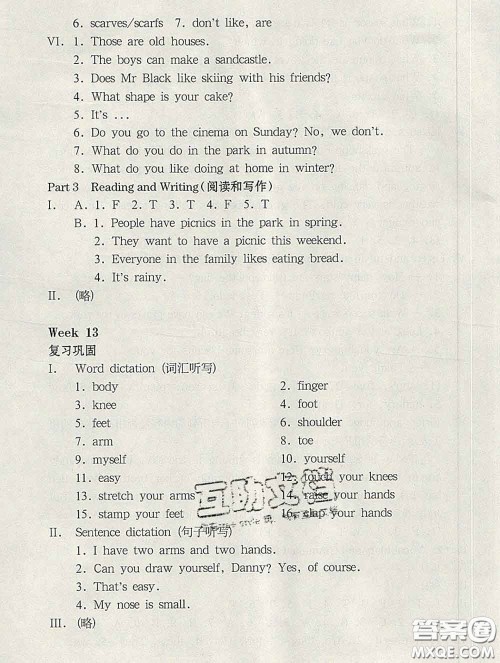 6. scarves/scarfs 7. don't like, are
VI. 1. Those are old houses.
2. The boys can make a sandcastle.
3. Does Mr Black like skiing with his friends?
4. What shape is your cake?
5. It's ...
6. Do you go to the cinema on Sunday? No, we don't.
7. What do you do in the park in autumn?
8. What do you like doing at home in winter?
Part 3 Reading and Writing(阅读和写作)
I. A. 1. F 2. T 3. T 4. F 5. T
B. 1. People have picnics in the park in spring.
2. They want to have a picnic this weekend.
3. Everyone in the family likes eating bread.
4. It's rainy.
II. (略)
Week 13
复习巩固
I. Word dictation (词汇听写)
1. body 2. finger
3. knee 4. foot
5. feet 6. shoulder
7. arm 8. toe
9. myself 10. yourself
11. easy 12. touch your knees
13. stretch your arms 14. raise your hands
15. stamp your feet 16. clap your hands
互助文档
II. Sentence dictation (句子听写)
1. I have two arms and two hands.
2. Can you draw yourself, Danny? Yes, of course.
3. That's easy.
4. My nose is small.
III. (略)
答案圈
MXQE.COM